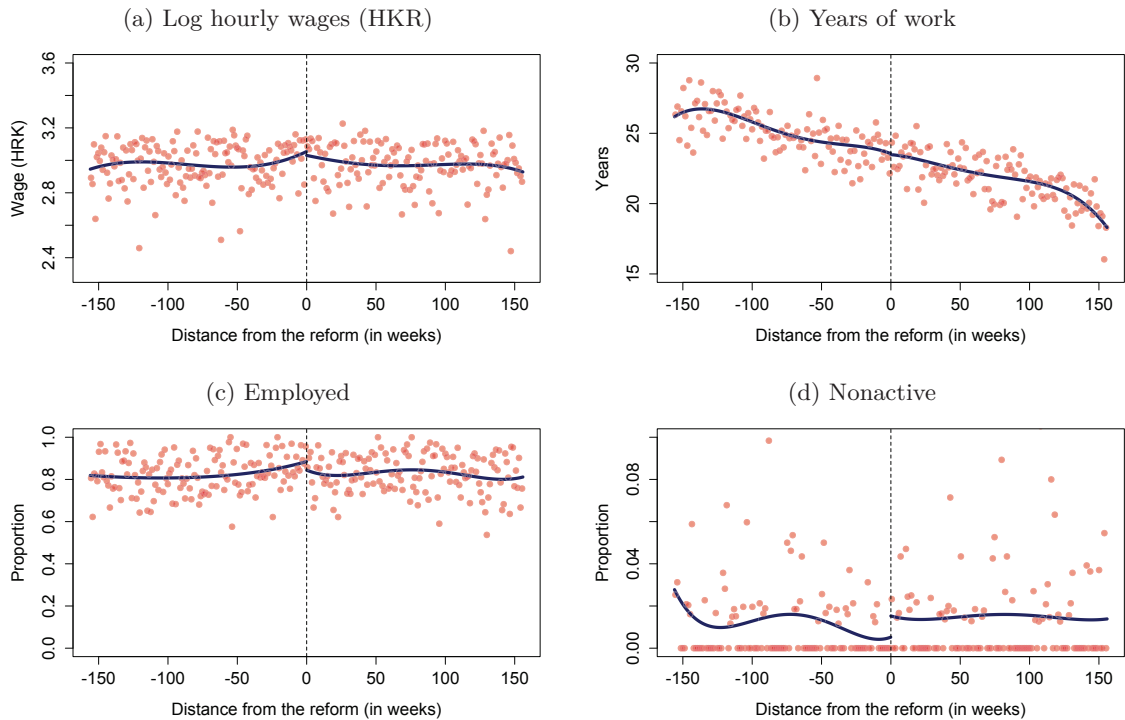 (a) Log hourly wages (HKR)
Wage (HRK)
3.6
3.2
2.8
2.4
-150 -100 -50 0 50 100 150
Distance from the reform (in weeks)
(b) Years of work
Years
30
25
20
15
-150 -100 -50 0 50 100 150
Distance from the reform (in weeks)
(c) Employed
Proportion
1.0
0.8
0.6
0.4
0.2
0.0
-150 -100 -50 0 50 100 150
Distance from the reform (in weeks)
(d) Nonactive
Proportion
0.08
0.04
0.00
-150 -100 -50 0 50 100 150
Distance from the reform (in weeks)